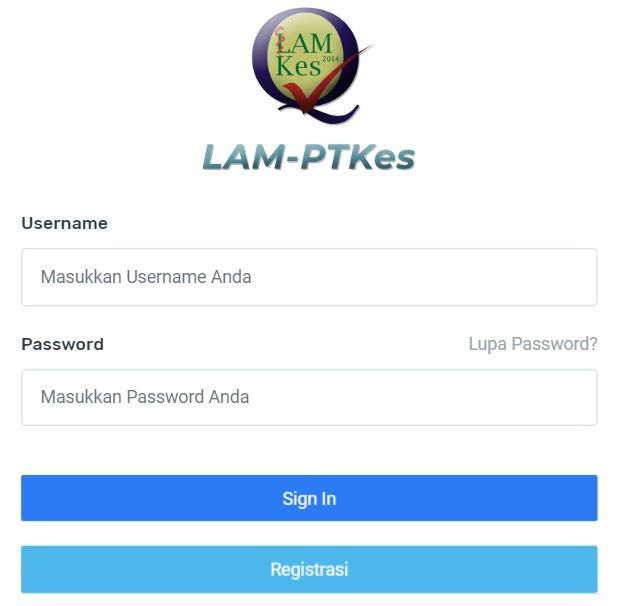 LAM
Kes 2014
LAM-PTKes
Username
Masukkan Username Anda
Password Lupa Password?
Masukkan Password Anda
Sign In
Registrasi